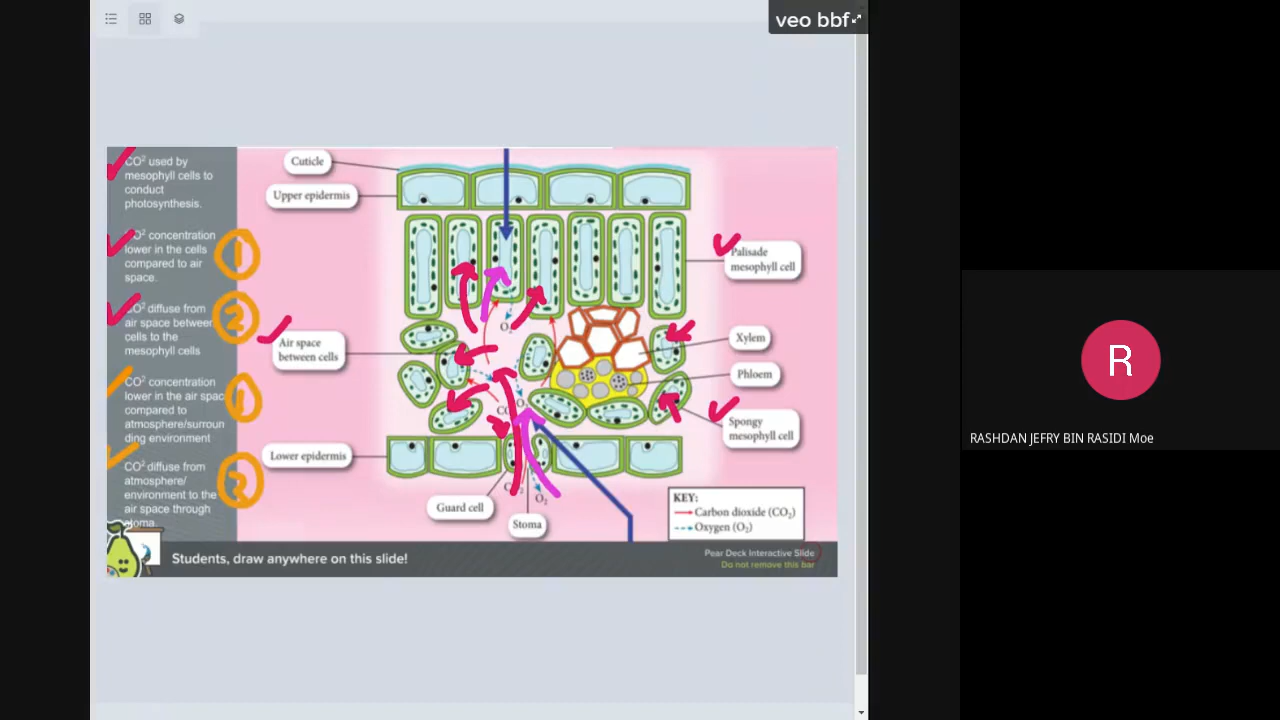 veo bbf
CO² used by
mesophyll cells to
conduct
photosynthesis.
CO² concentration
lower in the cells
compared to air
space.
1
CO² diffuse from
air space between
cells to the
mesophyll cells
2
CO² concentration
lower in the air space
compared to
atmosphere/surroun
ding environment
1
CO² diffuse from
atmosphere/
environment to the
air space through
stoma.
2
Cuticle
Upper epidermis
Palisade
mesophyll cell
Air space
between cells
Xylem
Phloem
Spongy
mesophyll cell
Lower epidermis
Guard cell
Stoma
O₂
O₂
KEY:
Carbon dioxide (CO₂)
Oxygen (O₂)
Students, draw anywhere on this slide!
Pear Deck Interactive Slide
Do not remove this bar
R
RASHDAN JEFRY BIN RASIDI Moe